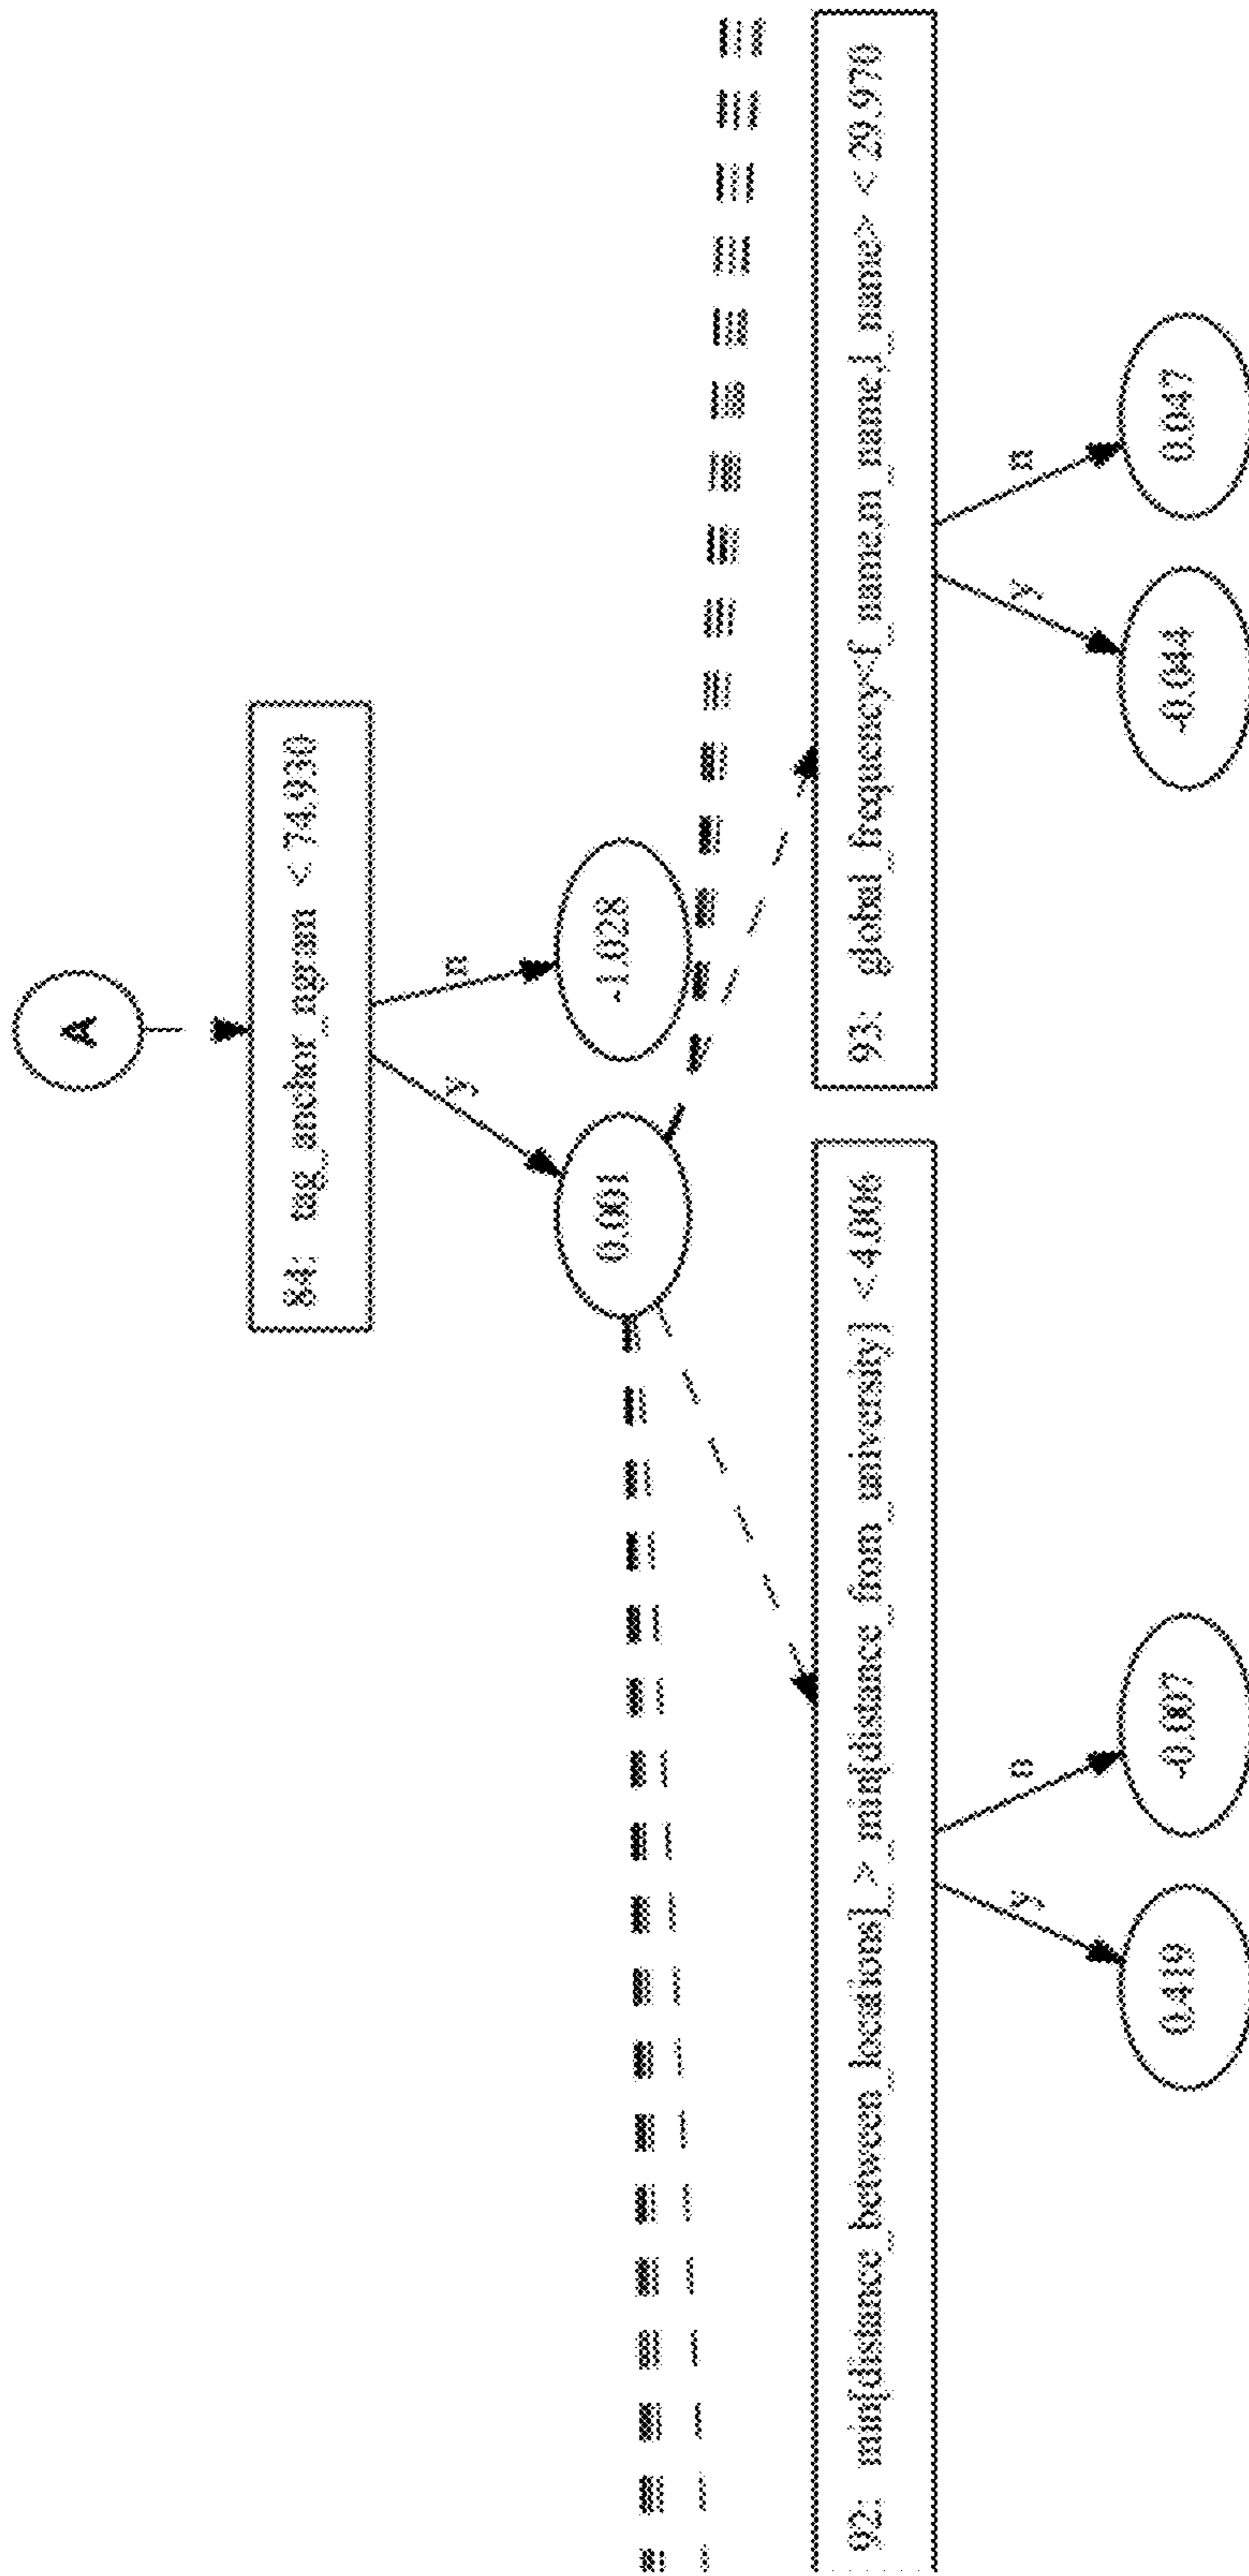 A
84: tag_anchor_ngram < 74.930
y
n
0.001
-1.028
92: min[distance_between_locations]_>_min[distance_from_university] < 4.006
93: global_frequency<f_name,m_name,l_name> < 29.970
y
n
y
n
0.419
-0.007
-0.044
0.047